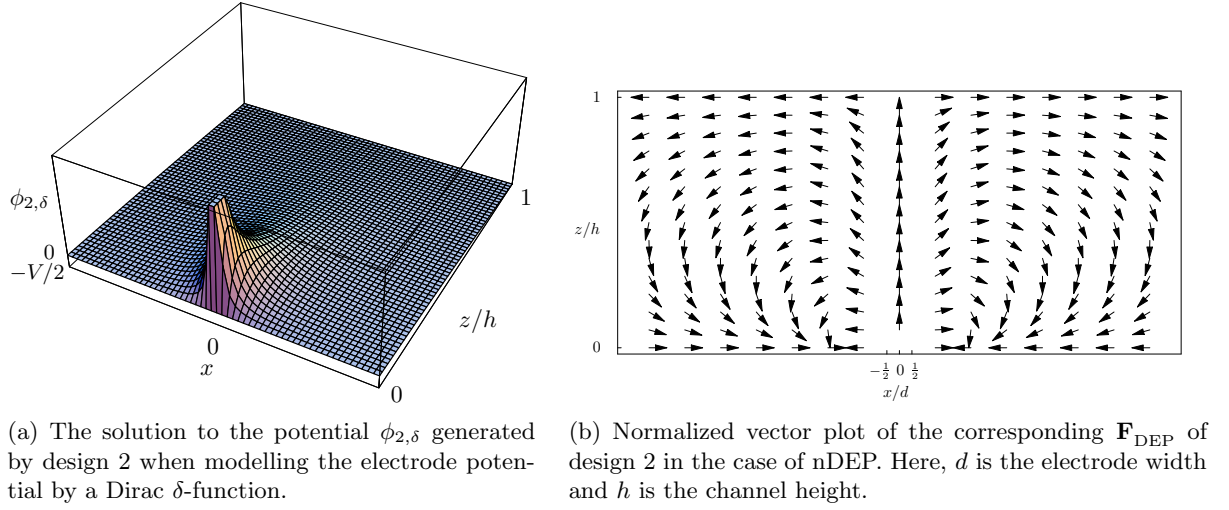 ϕ₂,δ
0
−V/2
0
x
1
z/h
0
1
z/h
0
−1/2 0 1/2
x/d
(a) The solution to the potential ϕ₂,δ generated
by design 2 when modelling the electrode poten-
tial by a Dirac δ-function.
(b) Normalized vector plot of the corresponding F_DEP of
design 2 in the case of nDEP. Here, d is the electrode width
and h is the channel height.